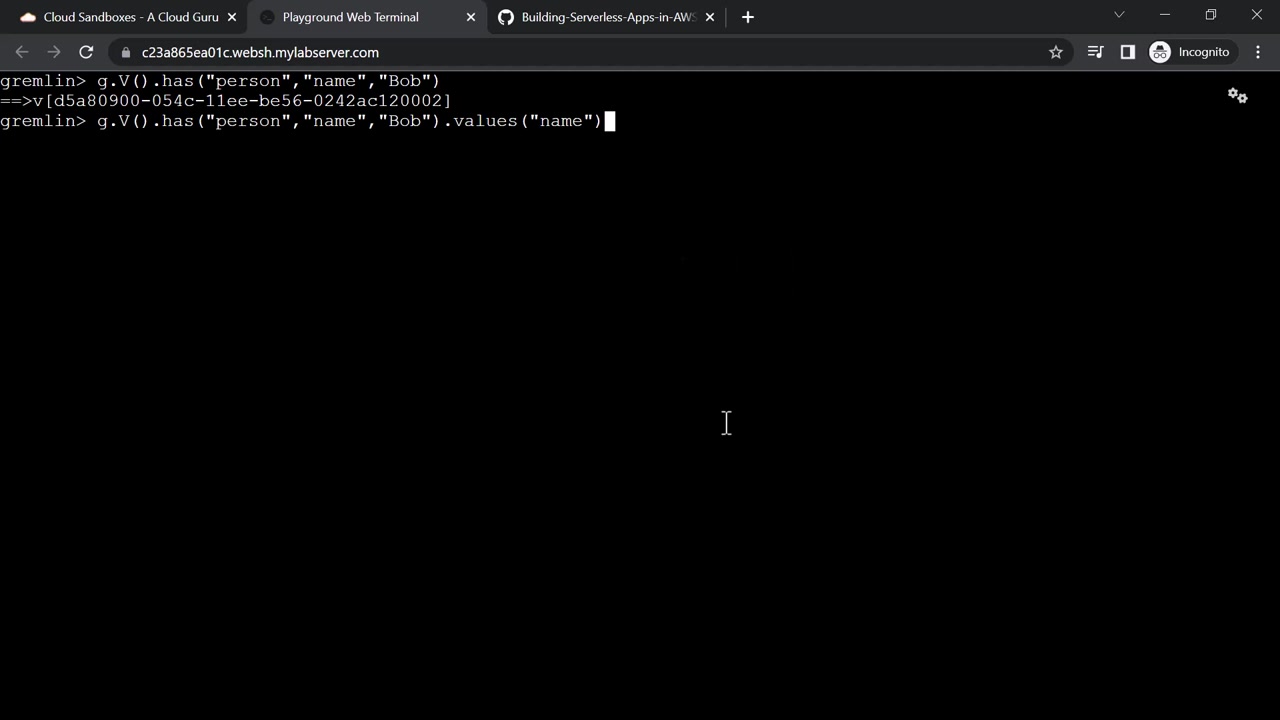 Cloud Sandboxes - A Cloud Guru
Playground Web Terminal
Building-Serverless-Apps-in-AWS
c23a865ea01c.websh.mylabserver.com
Incognito
gremlin> g.V().has("person","name","Bob")
==>v[d5a80900-054c-11ee-be56-0242ac120002]
gremlin> g.V().has("person","name","Bob").values("name")